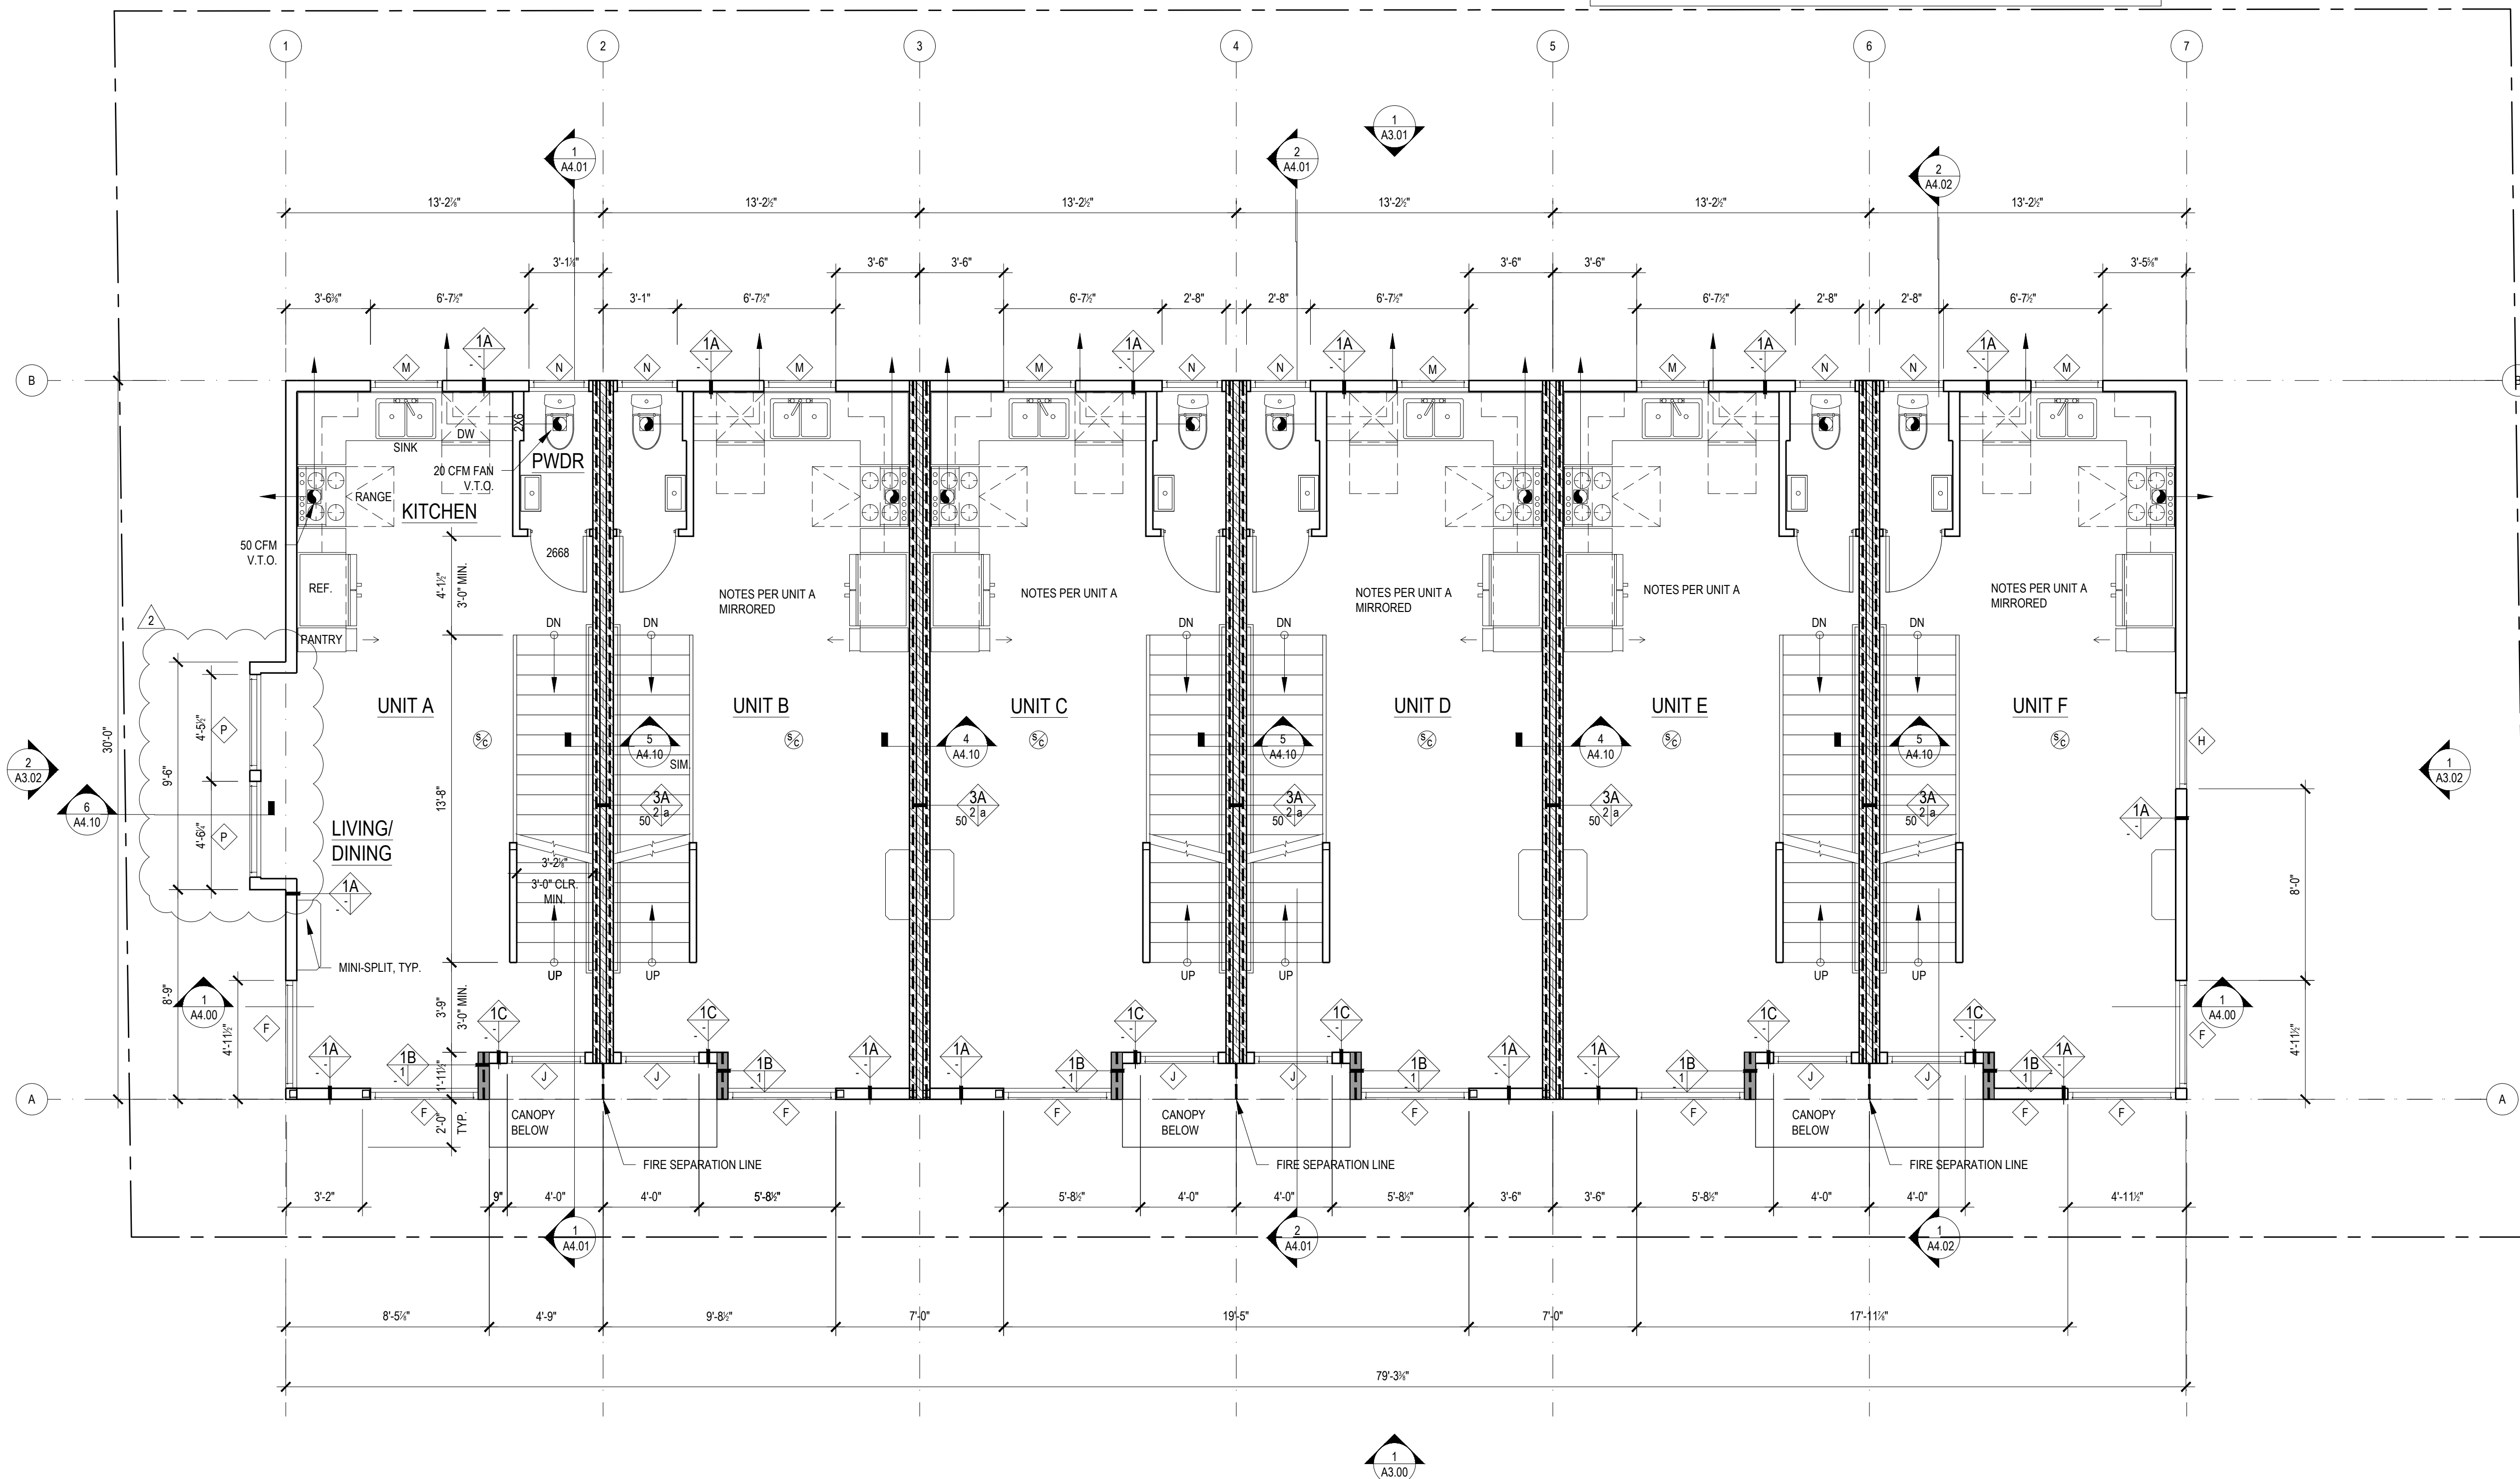 1
2
3
4
5
6
7
1
A4.01
2
A4.01
1
A3.01
2
A4.02
13'-2⅞"
13'-2½"
13'-2½"
13'-2½"
13'-2½"
13'-2½"
3'-6"
3'-6"
3'-6"
3'-6"
6'-7½"
3'-1"
6'-7½"
6'-7½"
2'-8"
2'-8"
6'-7½"
6'-7½"
2'-8"
2'-8"
6'-7½"
1A
-
-
1A
-
-
1A
-
-
1A
-
-
1A
-
-
1A
-
-
M
N
N
M
M
N
N
M
M
N
N
M
B
2X6
SINK
DW
20 CFM FAN
V.T.O.
PWDR
RANGE
KITCHEN
50 CFM
V.T.O.
2668
REF.
PANTRY
4'-1½"
3'-0" MIN.
NOTES PER UNIT A
MIRRORED
NOTES PER UNIT A
NOTES PER UNIT A
MIRRORED
NOTES PER UNIT A
NOTES PER UNIT A
MIRRORED
2
DN
DN
DN
DN
DN
DN
UNIT A
UNIT B
UNIT C
UNIT D
UNIT E
UNIT F
30'-0"
9'-6"
4'-5½"
P
4'-6¼"
P
13'-8"
S/C
S/C
S/C
S/C
S/C
S/C
5
A4.10
SIM.
4
A4.10
5
A4.10
4
A4.10
5
A4.10
H
2
A3.02
1
A3.02
6
A4.10
3A
2 a
50
3A
2 a
50
3A
2 a
50
3A
2 a
50
3A
2 a
50
1A
-
-
LIVING/
DINING
3'-2⅛"
3'-0" CLR.
MIN.
1A
-
-
8'-0"
MINI-SPLIT, TYP.
UP
UP
UP
UP
UP
UP
8'-9"
1
A4.00
F
4'-11½"
3'-9"
3'-0" MIN.
1
A4.00
F
4'-11½"
1C
-
1C
-
1C
-
1C
-
1C
-
1C
-
1A
-
-
1B
1
-
1B
1
-
1A
-
-
1A
-
-
1B
1
-
1B
1
-
1A
-
-
1A
-
-
1B
1
-
1B
1
-
1A
-
-
J
J
J
J
J
J
A
A
1'-11½"
2'-0"
TYP.
F
F
F
F
F
F
F
CANOPY
BELOW
CANOPY
BELOW
CANOPY
BELOW
FIRE SEPARATION LINE
FIRE SEPARATION LINE
FIRE SEPARATION LINE
3'-2"
9"
4'-0"
4'-0"
5'-8½"
5'-8½"
4'-0"
4'-0"
5'-8½"
3'-6"
3'-6"
5'-8½"
4'-0"
4'-0"
4'-11½"
1
A4.01
2
A4.01
1
A4.02
8'-5⅞"
4'-9"
9'-8½"
7'-0"
19'-5"
7'-0"
17'-11⅞"
79'-3⅜"
1
A3.00